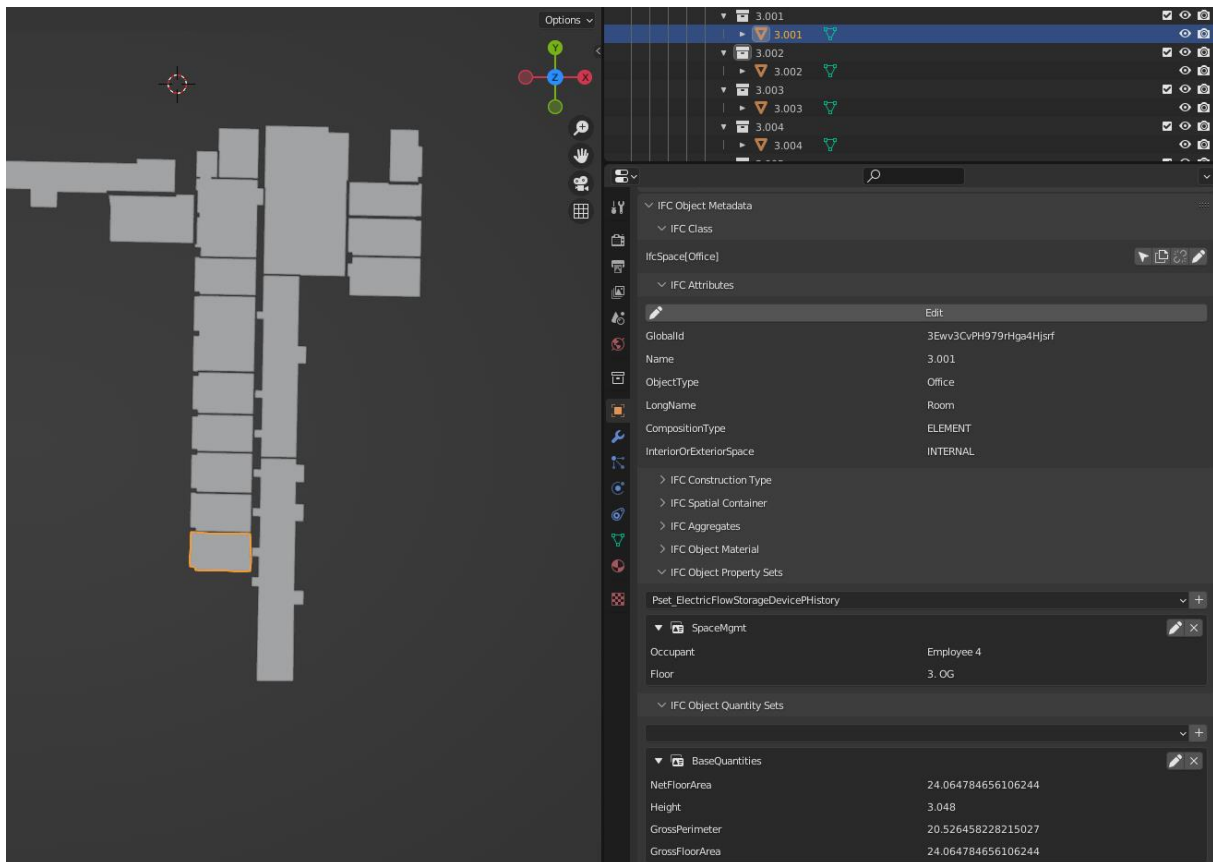 Options
Y
Z
X
3.001
3.001
3.002
3.002
3.003
3.003
3.004
3.004
IFC Object Metadata
IFC Class
IfcSpace[Office]
IFC Attributes
Edit
GlobalId 3Ewv3CvPH979rHga4Hjsrf
Name 3.001
ObjectType Office
LongName Room
CompositionType ELEMENT
InteriorOrExteriorSpace INTERNAL
IFC Construction Type
IFC Spatial Container
IFC Aggregates
IFC Object Material
IFC Object Property Sets
Pset_ElectricFlowStorageDevicePHistory
SpaceMgmt
Occupant Employee 4
Floor 3. OG
IFC Object Quantity Sets
BaseQuantities
NetFloorArea 24.064784656106244
Height 3.048
GrossPerimeter 20.526458228215027
GrossFloorArea 24.064784656106244